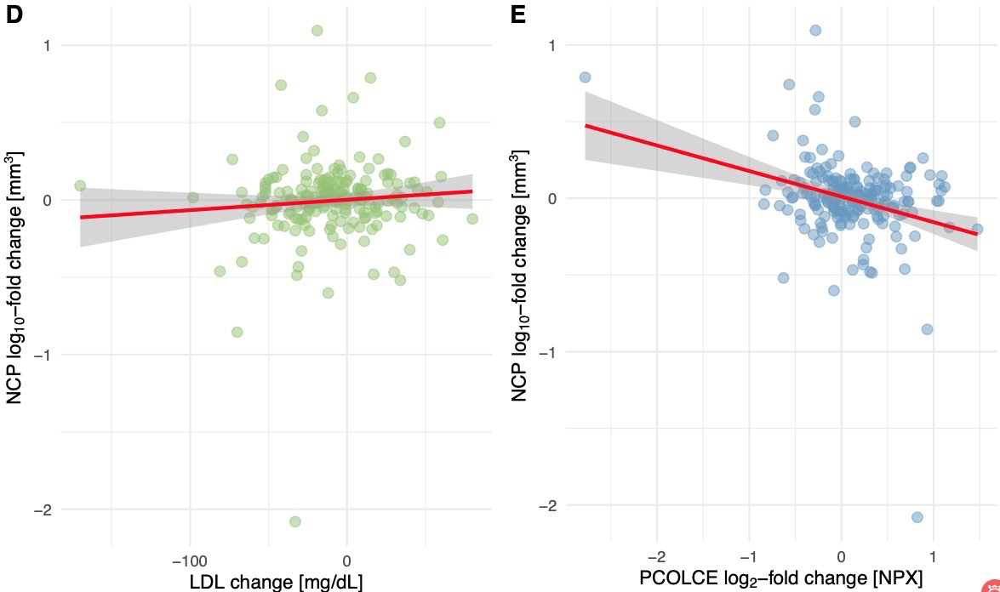 D
E
NCP log₁₀−fold change [mm³]
1
0
−1
−2
−100
0
LDL change [mg/dL]
NCP log₁₀−fold change [mm³]
1
0
−1
−2
−2
−1
0
1
PCOLCE log₂−fold change [NPX]